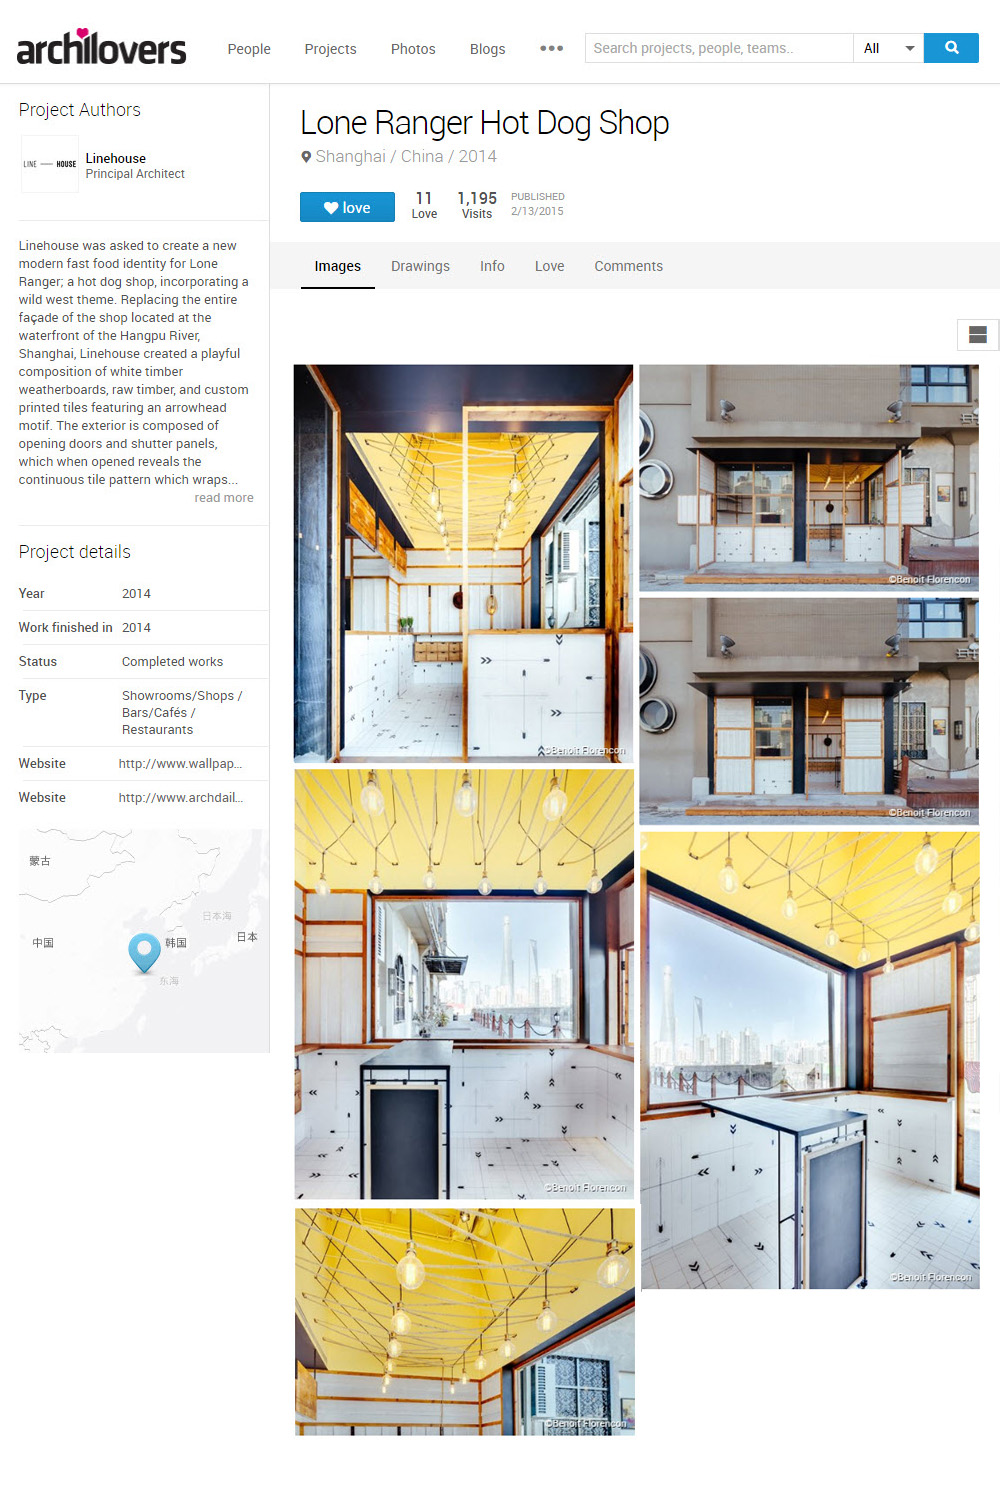 archilovers
People
Projects
Photos
Blogs
Search projects, people, teams..
All
Project Authors
LINE — HOUSE
Linehouse
Principal Architect
Linehouse was asked to create a new
modern fast food identity for Lone
Ranger; a hot dog shop, incorporating a
wild west theme. Replacing the entire
façade of the shop located at the
waterfront of the Hangpu River,
Shanghai, Linehouse created a playful
composition of white timber
weatherboards, raw timber, and custom
printed tiles featuring an arrowhead
motif. The exterior is composed of
opening doors and shutter panels,
which when opened reveals the
continuous tile pattern which wraps...
read more
Project details
Year 2014
Work finished in 2014
Status Completed works
Type Showrooms/Shops /
Bars/Cafés /
Restaurants
Website http://www.wallpap...
Website http://www.archdail...
蒙古
日本海
中国
韩国
日本
东海
Lone Ranger Hot Dog Shop
Shanghai / China / 2014
love
11
Love
1,195
Visits
PUBLISHED
2/13/2015
Images
Drawings
Info
Love
Comments
©Benoit Florencon
©Benoit Florencon
©Benoit Florencon
©Benoit Florencon
©Benoit Florencon
©Benoit Florencon